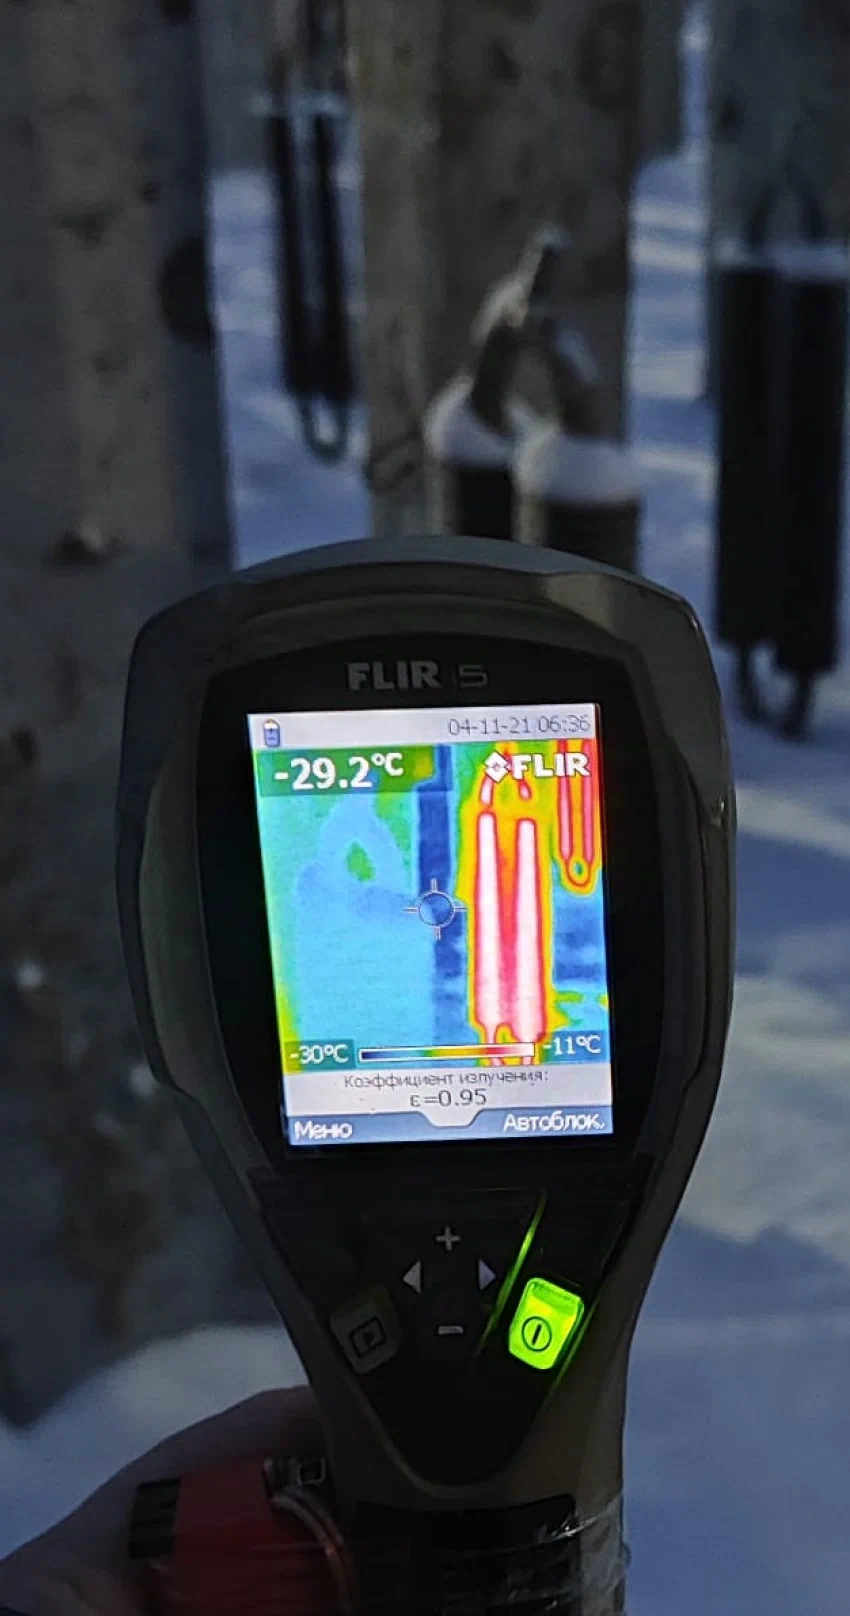 FLIR i5
04-11-21 06:36
-29.2°C
FLIR
-30°C
-11°C
Коэффициент излучения:
ε=0.95
Меню
Автоблок.